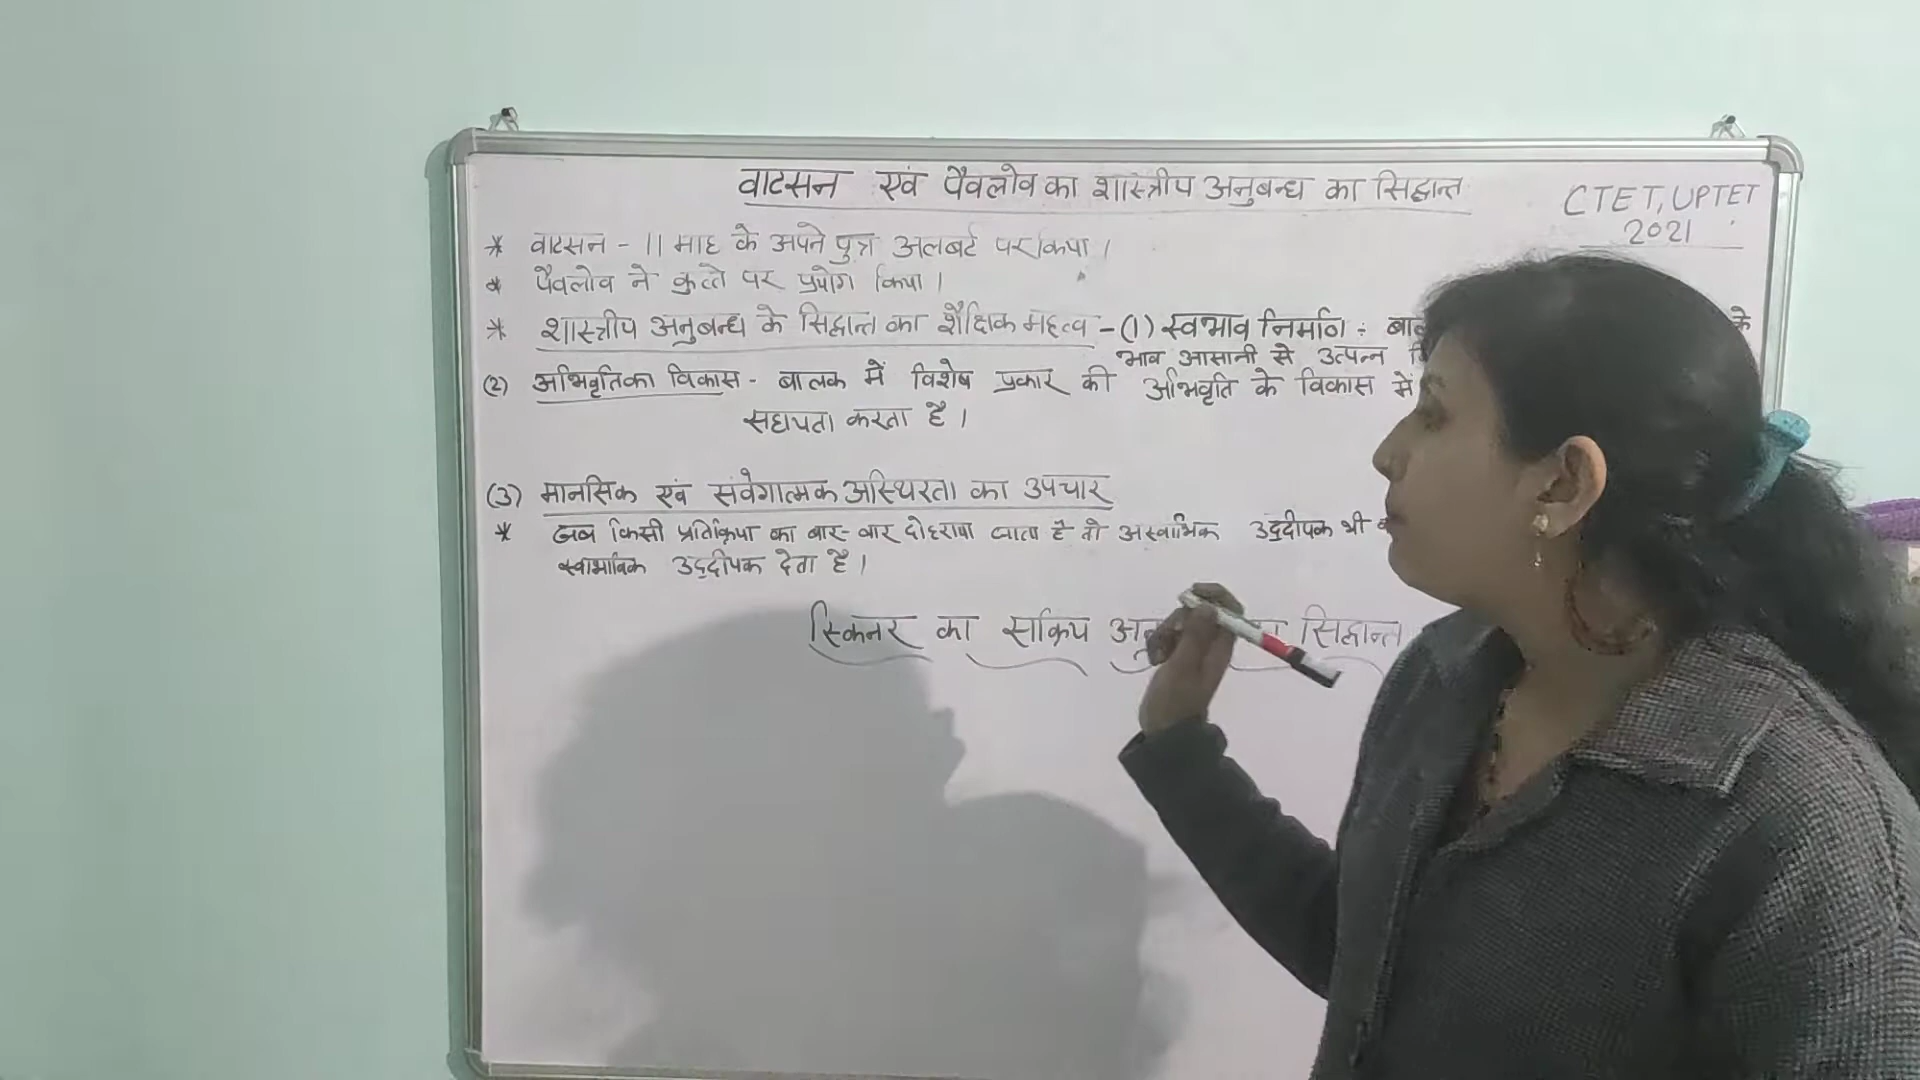 वाटसन एवं पैवलोव का शास्त्रीय अनुबन्ध का सिद्धान्त
CTET, UPTET
2021
* वाटसन - 11 माह के अपने पुत्र अलबर्ट पर किया।
* पैवलोव ने कुत्ते पर प्रयोग किया।
* शास्त्रीय अनुबन्ध के सिद्धान्त का शैक्षिक महत्व - (1) स्वभाव निर्माण : के
भाव आसानी से उत्पन्न
(2) अभिवृतिका विकास - बालक में विशेष प्रकार की अभिवृति के विकास में
सहायता करता है।
(3) मानसिक एवं संवेगात्मक अस्थिरता का उपचार
* जब किसी प्रतिक्रिया का बार-बार दोहराया जाता है तो अस्वाभिक उद्दीपक भी
स्वाभाविक उद्दीपक देता है।
स्किनर का सक्रिय सिद्धान्त